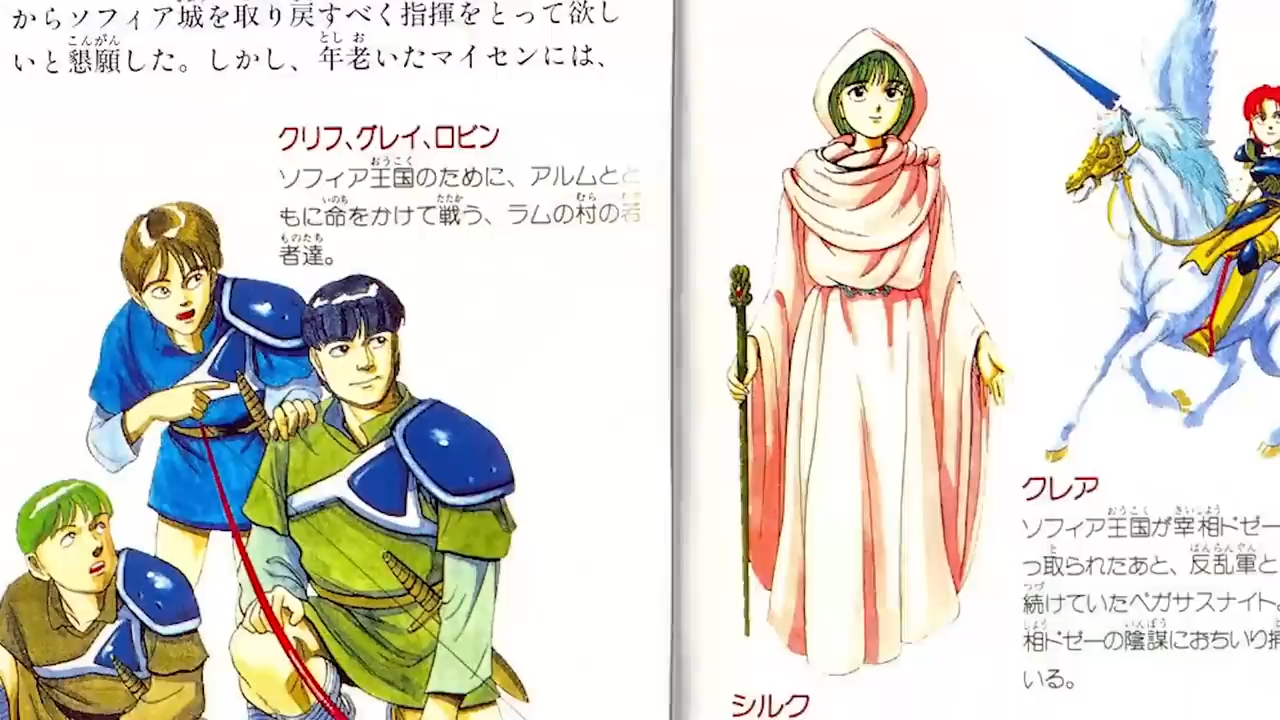 からソフィア城を取り戻すべく指揮をとって欲し
いと懇願した。しかし、年老いたマイセンには、
クリフ、グレイ、ロビン
ソフィア王国のために、アルムとと
もに命をかけて戦う、ラムの村の若
者達。
シルク
クレア
ソフィア王国が宰相ドゼー
つ取られたあと、反乱軍と
続けていたペガサスナイト。
相ドゼーの陰謀におちいり捕
いる。